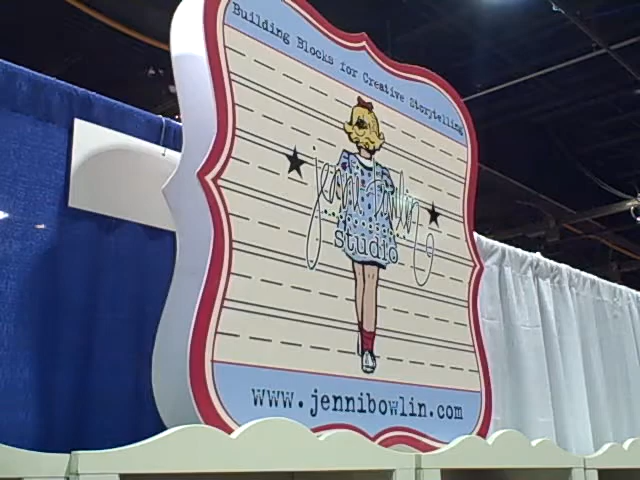 Building Blocks for Creative Storytelling
jenni bowlin
studio
www.jennibowlin.com